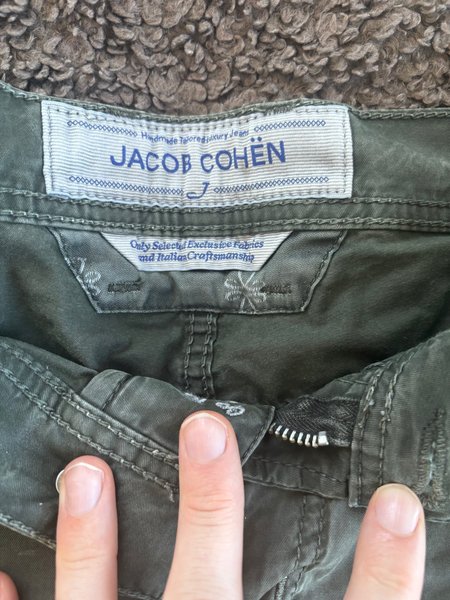 Handmade Tailored Luxury Jeans
JACOB COHËN
J
Only Selected Exclusive Fabrics
and Italian Craftsmanship